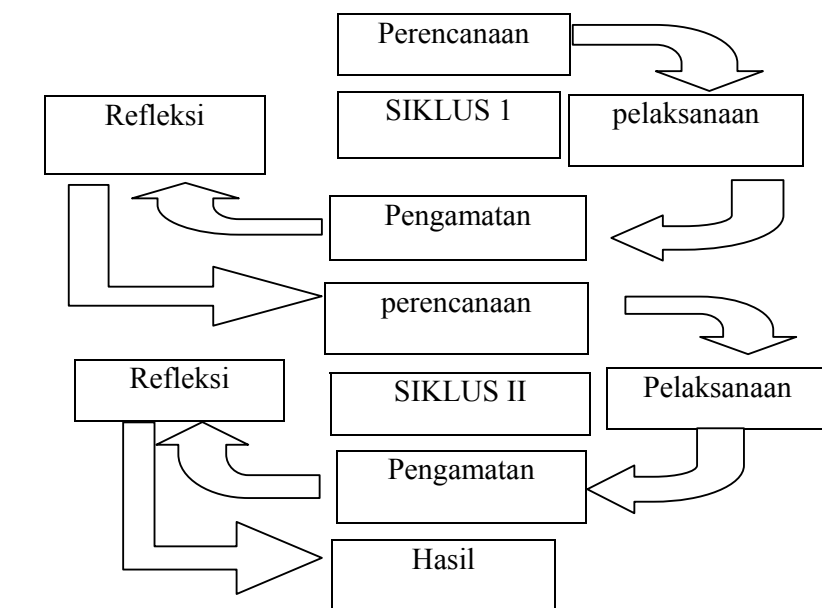 Perencanaan
Refleksi
SIKLUS 1
pelaksanaan
Pengamatan
perencanaan
Refleksi
SIKLUS II
Pelaksanaan
Pengamatan
Hasil